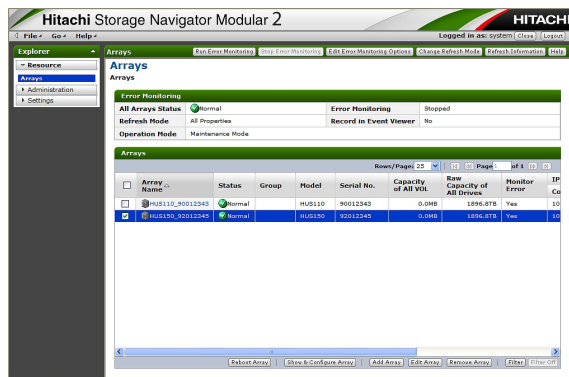 Hitachi Storage Navigator Modular 2
HITACHI
File Go Help
Logged in as: system Close Logout
Explorer
Arrays
Run Error Monitoring Stop Error Monitoring Edit Error Monitoring Options Change Refresh Mode Refresh Information Help
Resource
Arrays
Administration
Settings
Arrays
Arrays
Error Monitoring
All Arrays Status Normal Error Monitoring Stopped
Refresh Mode All Properties Record in Event Viewer No
Operation Mode Maintenance Mode
Arrays
Rows/Page: 25 Page 1 of 1
Array Name Status Group Model Serial No. Capacity of All VOL Raw Capacity of All Drives Monitor Error IP Co
HUS110_90012343 Normal HUS110 90012343 0.0MB 1896.8TB Yes 10
HUS150_92012345 Normal HUS150 92012345 0.0MB 1896.8TB Yes 10
Reboot Array | Show & Configure Array | Add Array Edit Array Remove Array | Filter Filter Off